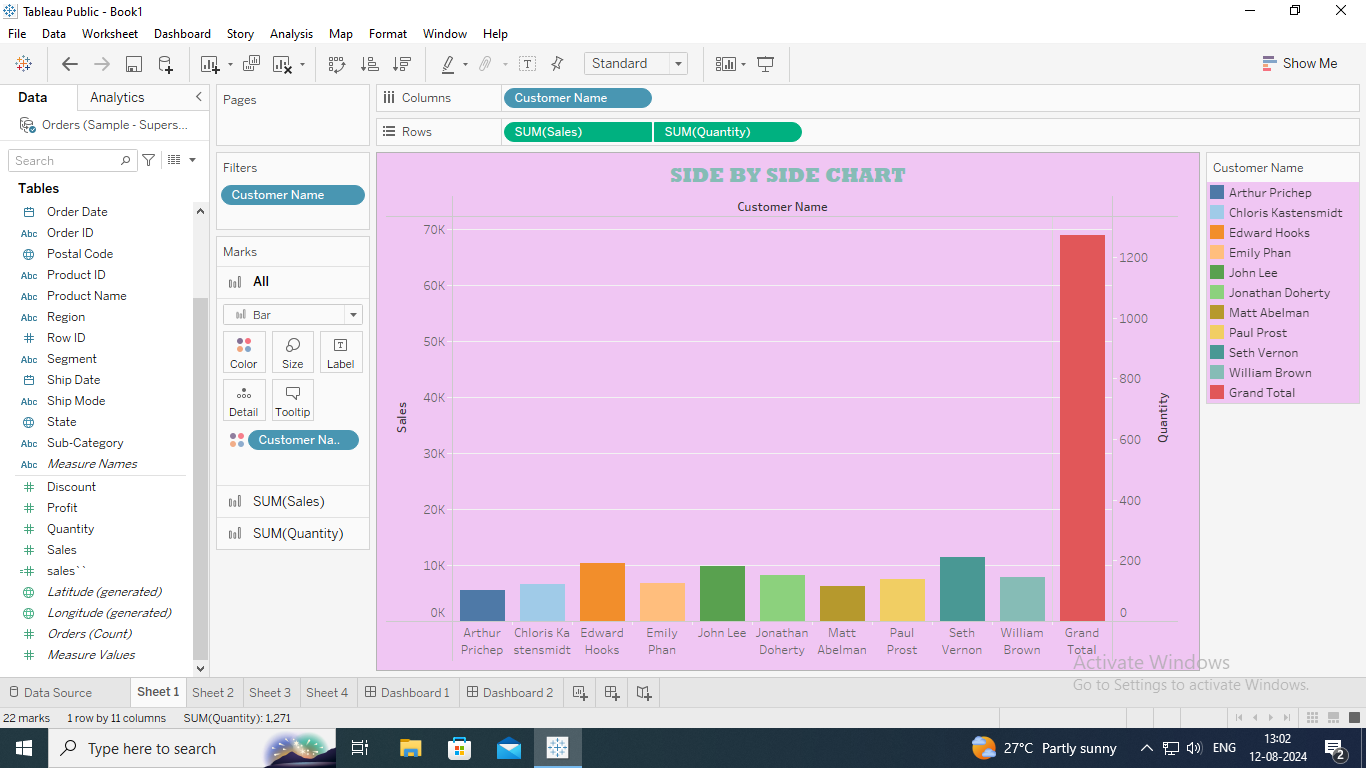 Tableau Public - Book1
File Data Worksheet Dashboard Story Analysis Map Format Window Help
Standard
Show Me
Data Analytics
Orders (Sample - Supers...
Search
Tables
Order Date
Abc Order ID
Postal Code
Abc Product ID
Abc Product Name
Abc Region
# Row ID
Abc Segment
Ship Date
Abc Ship Mode
State
Abc Sub-Category
Abc Measure Names
# Discount
# Profit
# Quantity
# Sales
=# sales``
Latitude (generated)
Longitude (generated)
# Orders (Count)
# Measure Values
Pages
Filters
Customer Name
Marks
All
Bar
Color Size Label
Detail Tooltip
Customer Na..
SUM(Sales)
SUM(Quantity)
Columns Customer Name
Rows SUM(Sales) SUM(Quantity)
SIDE BY SIDE CHART
Customer Name
70K
60K
50K
40K
30K
20K
10K
0K
Sales
1200
1000
800
600
400
200
0
Quantity
Arthur Prichep
Chloris Ka stensmidt
Edward Hooks
Emily Phan
John Lee
Jonathan Doherty
Matt Abelman
Paul Prost
Seth Vernon
William Brown
Grand Total
Customer Name
Arthur Prichep
Chloris Kastensmidt
Edward Hooks
Emily Phan
John Lee
Jonathan Doherty
Matt Abelman
Paul Prost
Seth Vernon
William Brown
Grand Total
Activate Windows
Go to Settings to activate Windows.
Data Source Sheet 1 Sheet 2 Sheet 3 Sheet 4 Dashboard 1 Dashboard 2
22 marks 1 row by 11 columns SUM(Quantity): 1,271
Type here to search
27°C Partly sunny
ENG
13:02
12-08-2024
2